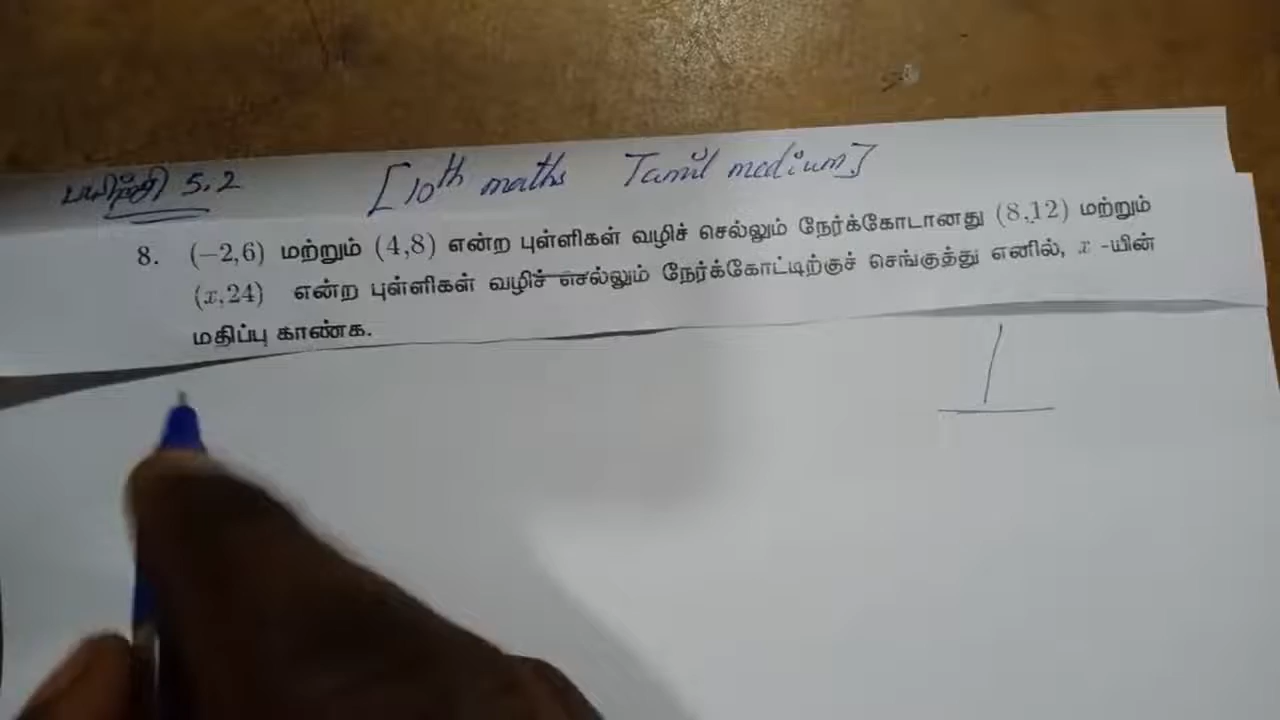 பயிற்சி 5.2 [10th maths Tamil medium]
8. (−2,6) மற்றும் (4,8) என்ற புள்ளிகள் வழிச் செல்லும் நேர்க்கோடானது (8,12) மற்றும்
(x,24) என்ற புள்ளிகள் வழிச் செல்லும் நேர்க்கோட்டிற்குச் செங்குத்து எனில், x -யின்
மதிப்பு காண்க.